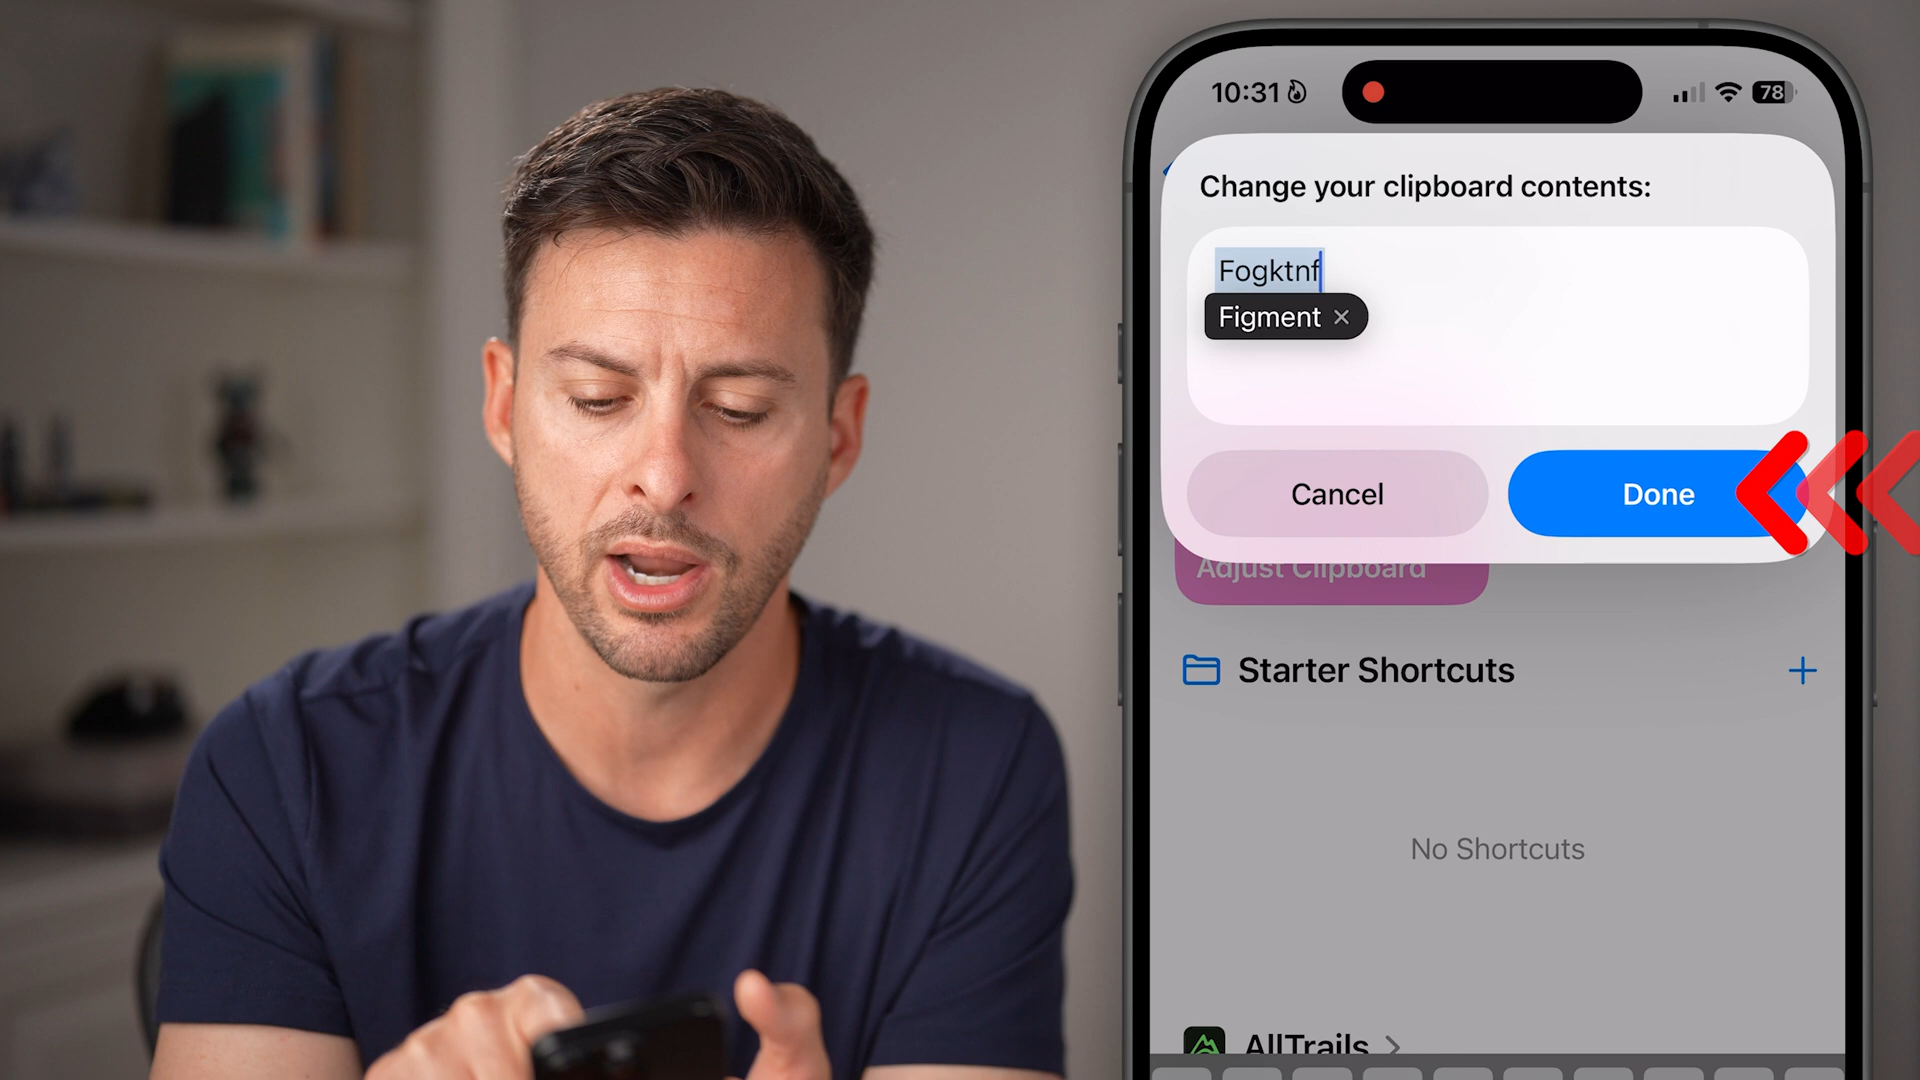 10:31
78
Change your clipboard contents:
Fogktnf
Figment ×
Cancel
Done
Adjust Clipboard
Starter Shortcuts
No Shortcuts
AllTrails